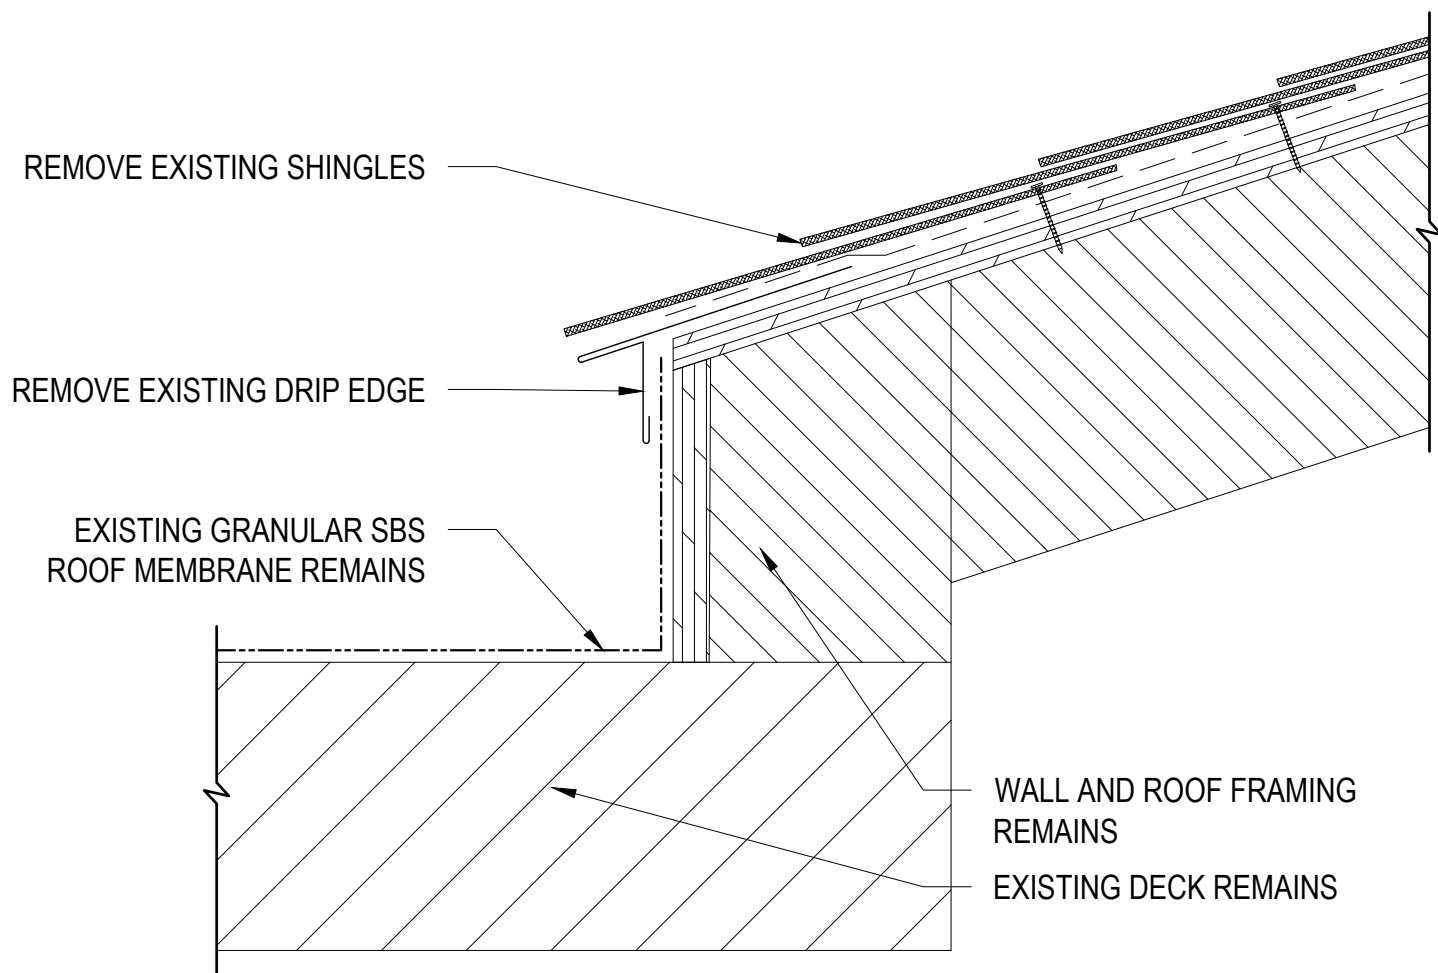 REMOVE EXISTING SHINGLES
REMOVE EXISTING DRIP EDGE
EXISTING GRANULAR SBS
ROOF MEMBRANE REMAINS
WALL AND ROOF FRAMING
REMAINS
EXISTING DECK REMAINS